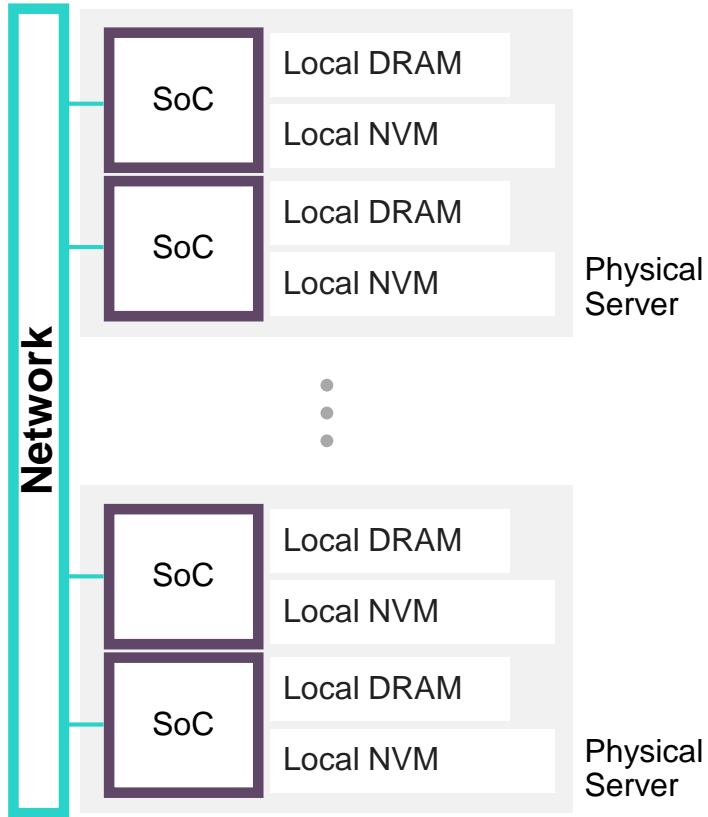 Network
SoC
Local DRAM
Local NVM
SoC
Local DRAM
Local NVM
Physical
Server
SoC
Local DRAM
Local NVM
SoC
Local DRAM
Local NVM
Physical
Server